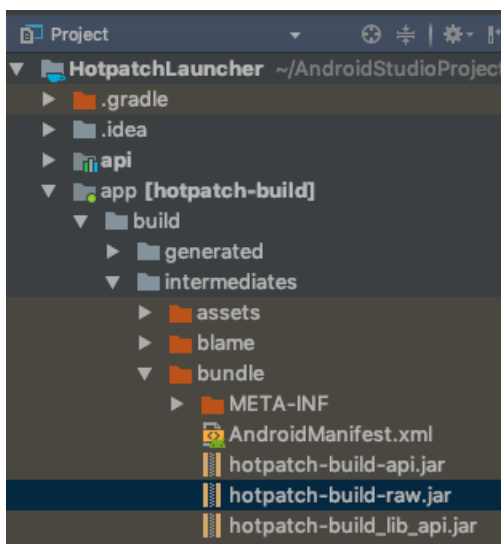 Project
HotpatchLauncher ~/AndroidStudioProject
.gradle
.idea
api
app [hotpatch-build]
build
generated
intermediates
assets
blame
bundle
META-INF
AndroidManifest.xml
hotpatch-build-api.jar
hotpatch-build-raw.jar
hotpatch-build_lib_api.jar